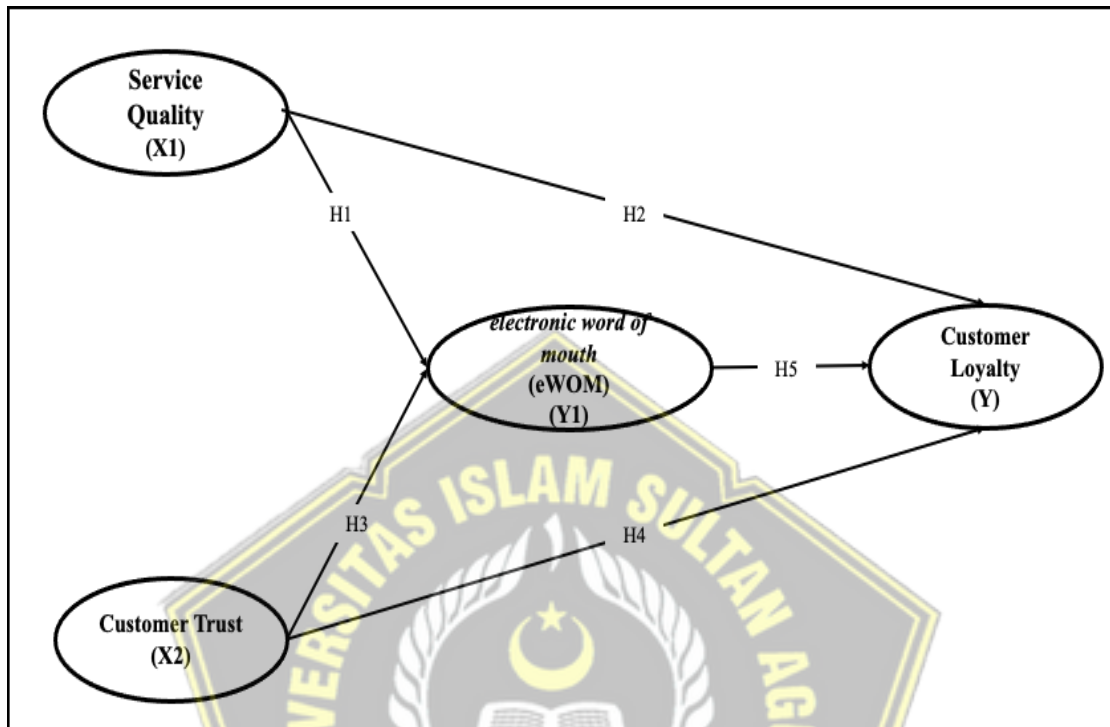 Service
Quality
(X1)
H1
H2
electronic word of
mouth
(eWOM)
(Y1)
H5
Customer
Loyalty
(Y)
H3
H4
Customer Trust
(X2)
VERSITAS ISLAM SULTAN AG